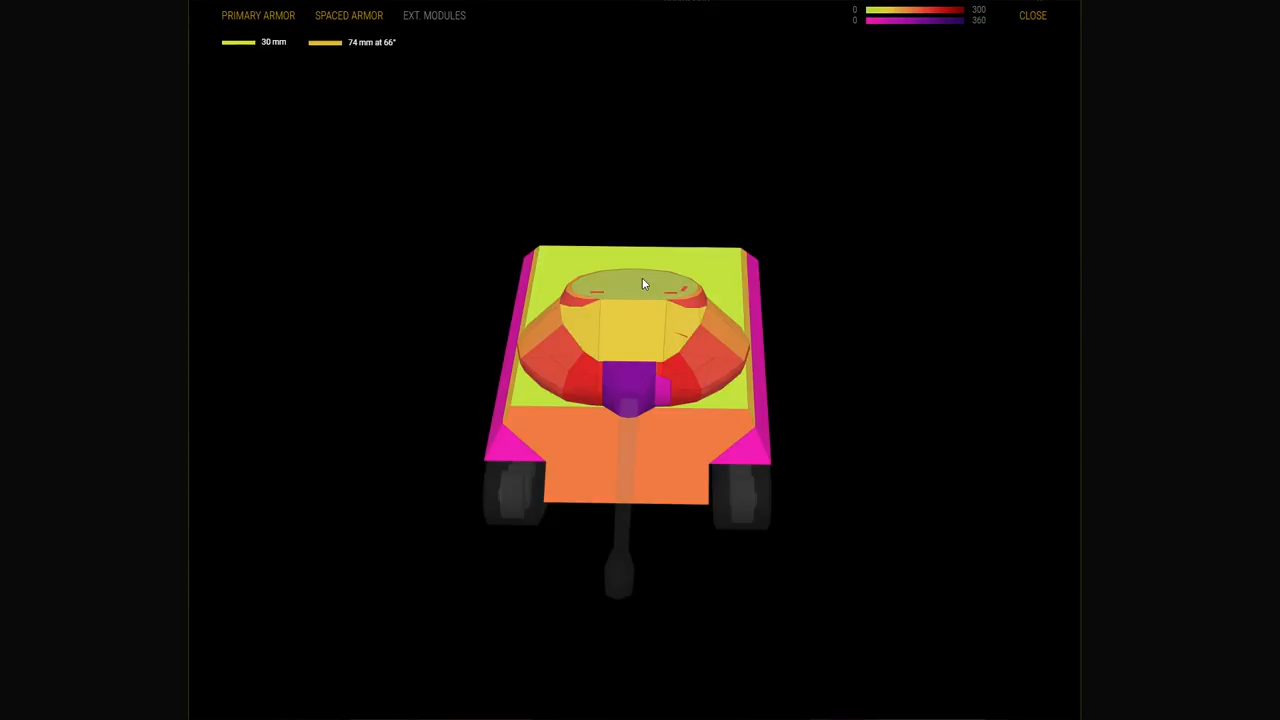 PRIMARY ARMOR SPACED ARMOR EXT. MODULES 0 300 CLOSE
0 360
30 mm 74 mm at 66°